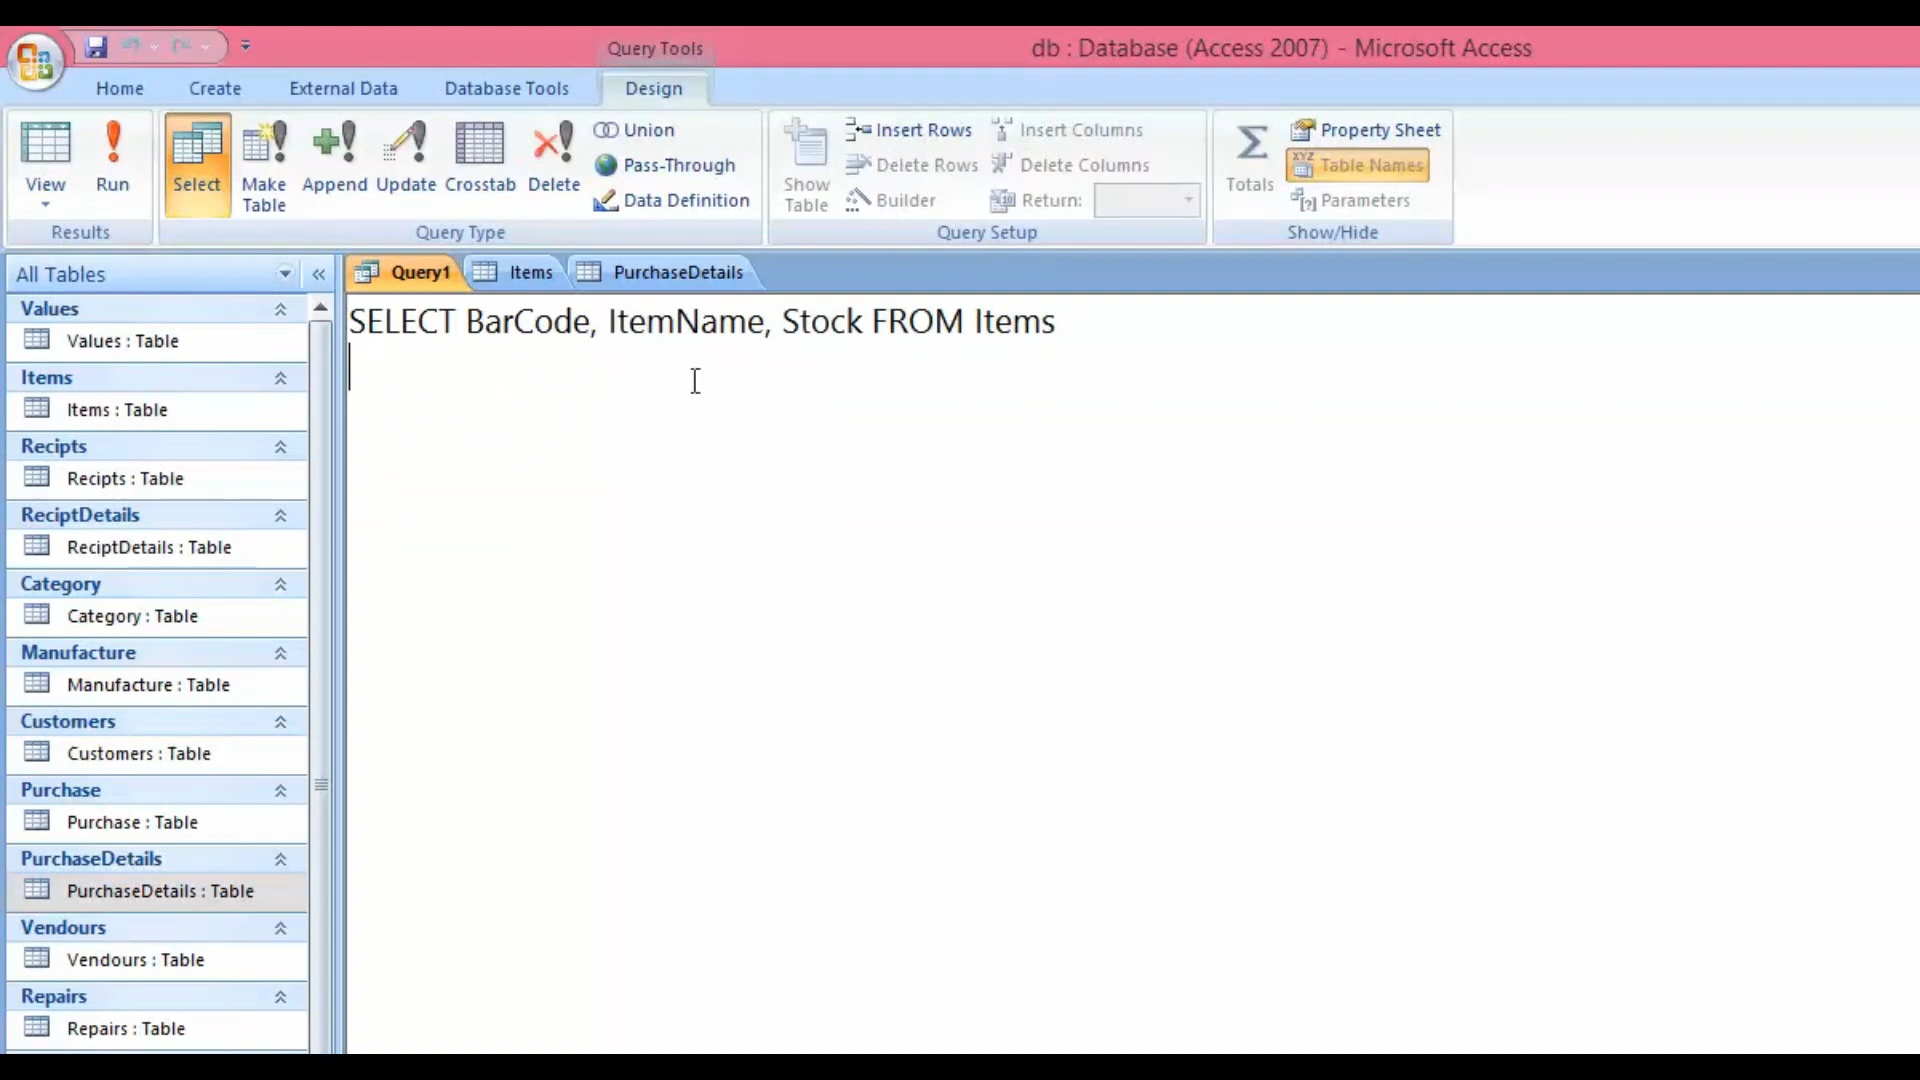 Query Tools
db : Database (Access 2007) - Microsoft Access
Home Create External Data Database Tools Design
View
Run
Select
Make Table
Append
Update
Crosstab
Delete
Union
Pass-Through
Data Definition
Show Table
Insert Rows
Delete Rows
Builder
Insert Columns
Delete Columns
Return:
Totals
Property Sheet
Table Names
Parameters
Results
Query Type
Query Setup
Show/Hide
All Tables
Query1
Items
PurchaseDetails
SELECT BarCode, ItemName, Stock FROM Items
Values
Values : Table
Items
Items : Table
Recipts
Recipts : Table
ReciptDetails
ReciptDetails : Table
Category
Category : Table
Manufacture
Manufacture : Table
Customers
Customers : Table
Purchase
Purchase : Table
PurchaseDetails
PurchaseDetails : Table
Vendours
Vendours : Table
Repairs
Repairs : Table